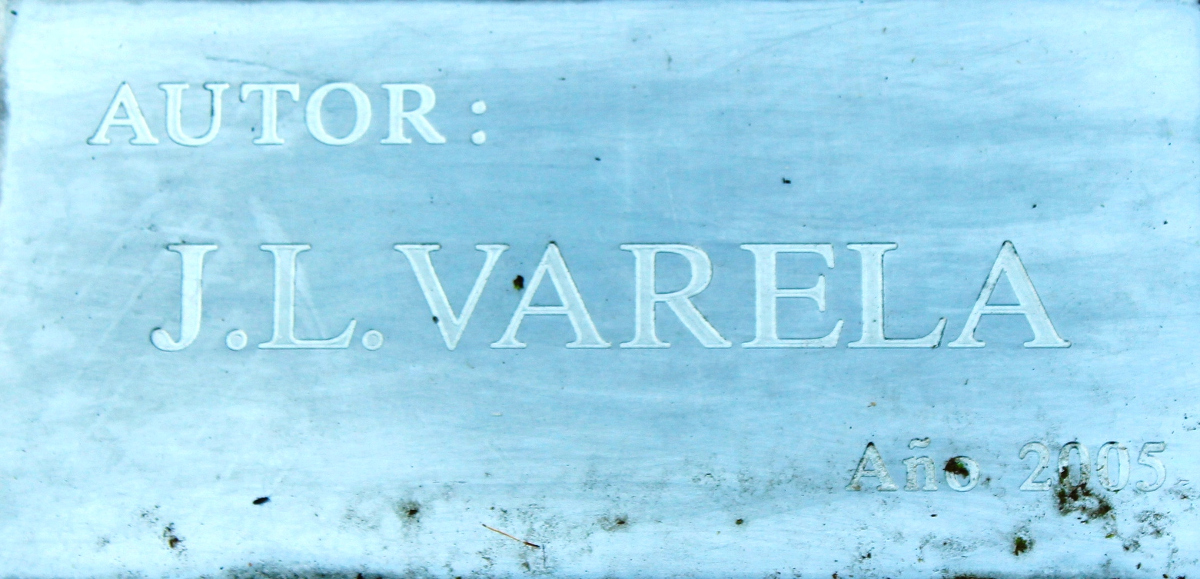 AUTOR:
J.L. VARELA
Año 2005